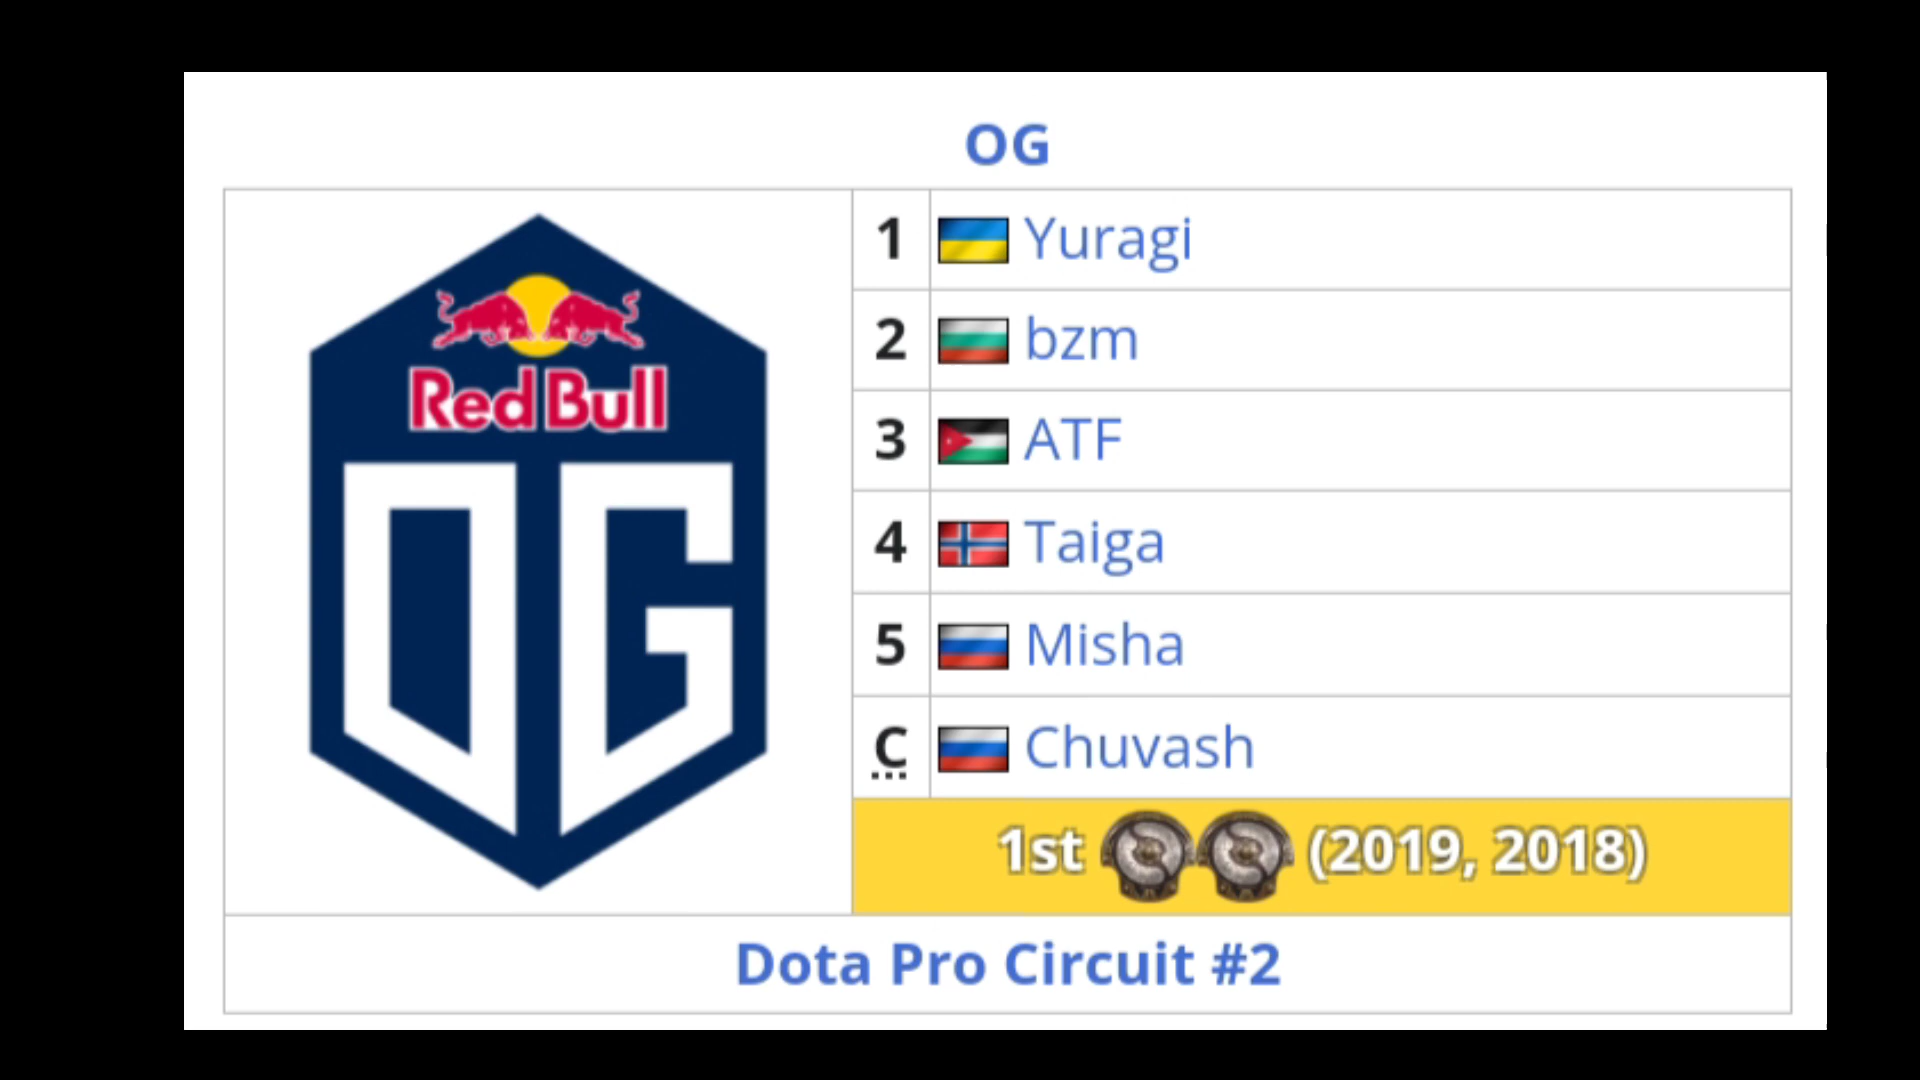 OG
Red Bull
OG
1 Yuragi
2 bzm
3 ATF
4 Taiga
5 Misha
C Chuvash
1st (2019, 2018)
Dota Pro Circuit #2